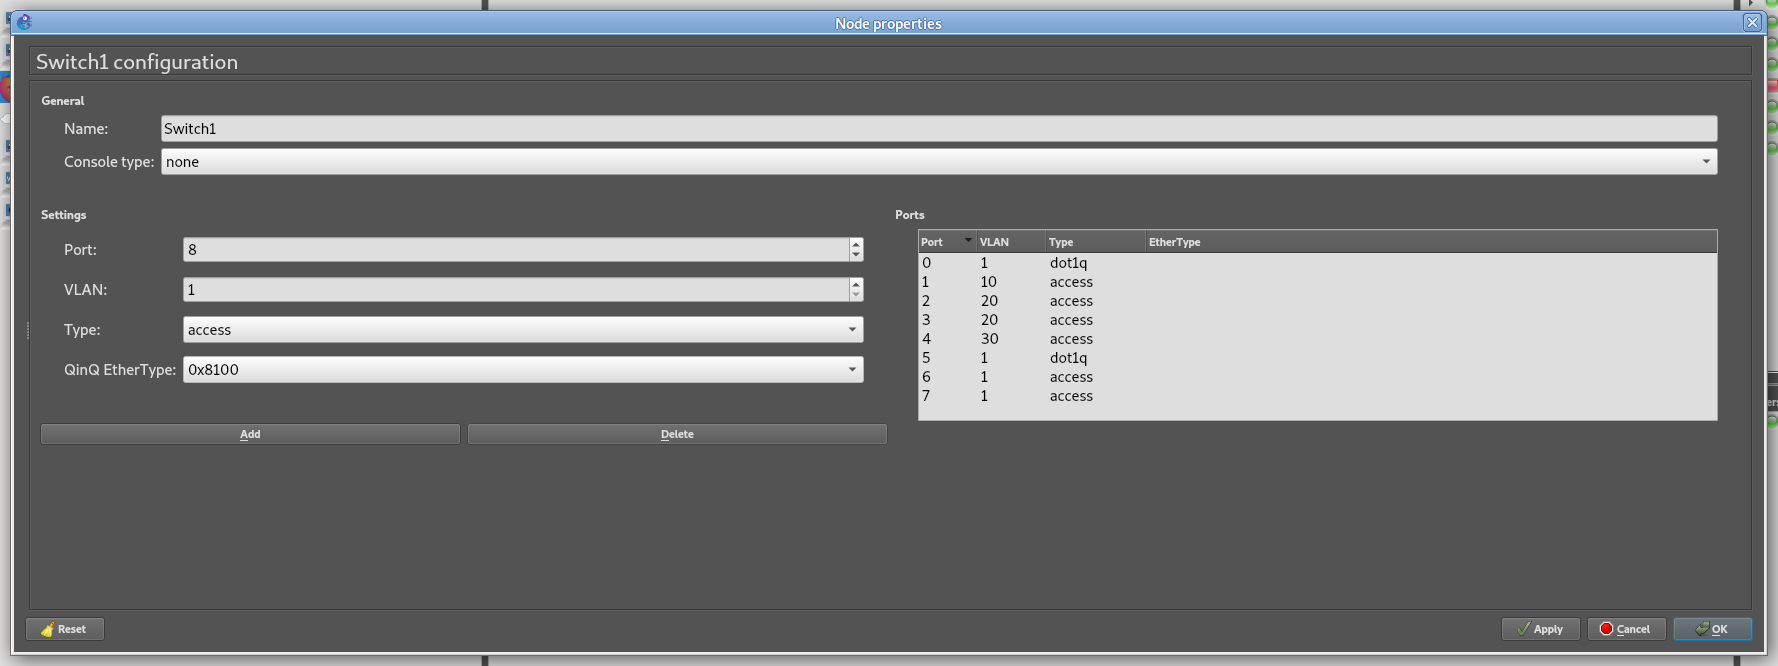 Node properties
Switch1 configuration
General
Name: Switch1
Console type: none
Settings
Port: 8
VLAN: 1
Type: access
QinQ EtherType: 0x8100
Add Delete
Ports
Port VLAN Type EtherType
0 1 dot1q
1 10 access
2 20 access
3 20 access
4 30 access
5 1 dot1q
6 1 access
7 1 access
Reset Apply Cancel OK